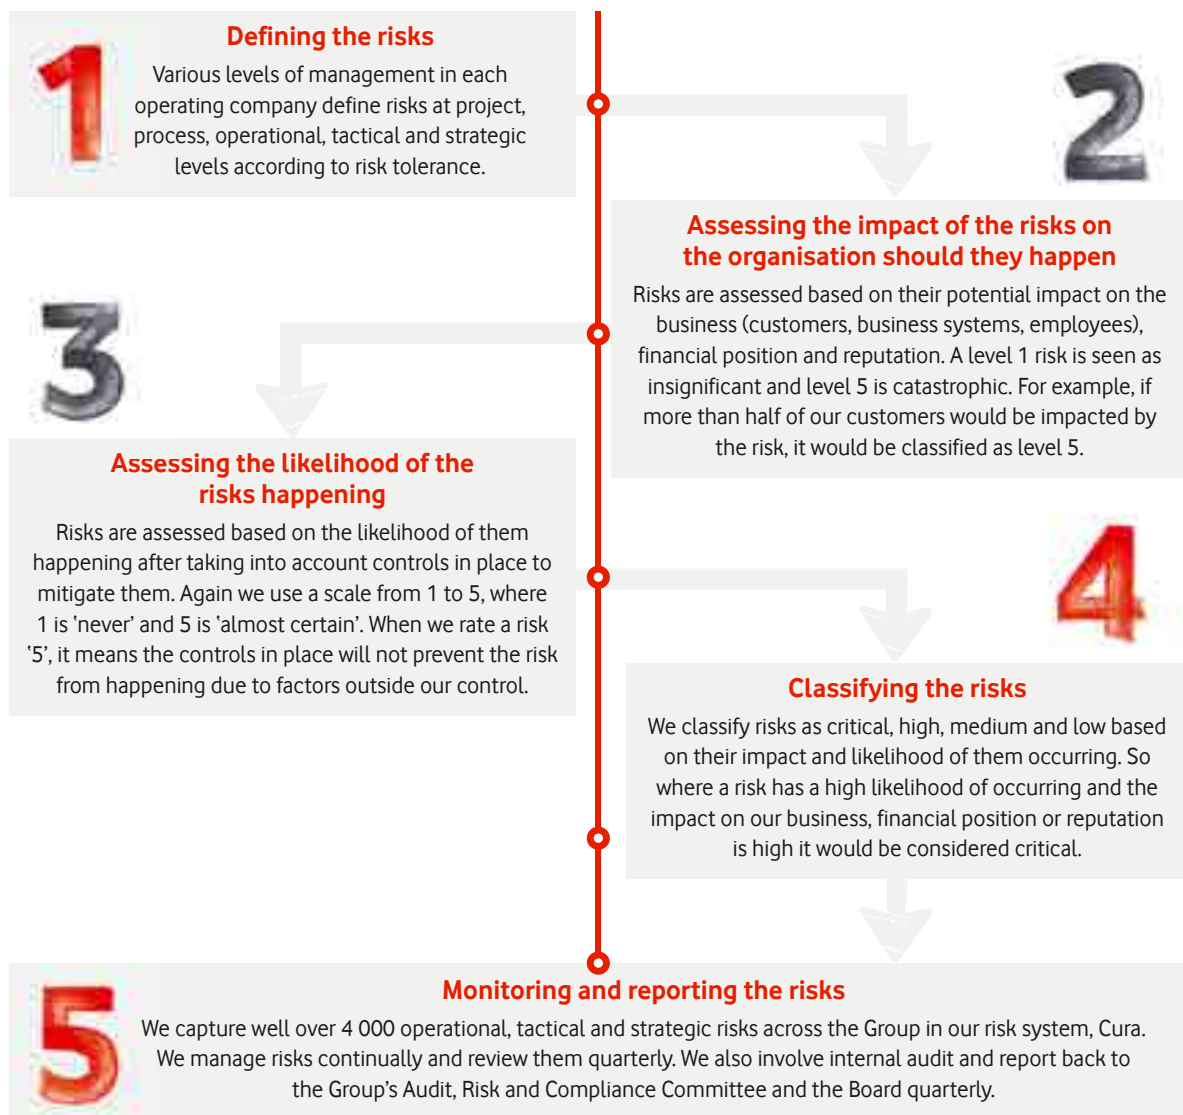 1
Defining the risks
Various levels of management in each
operating company define risks at project,
process, operational, tactical and strategic
levels according to risk tolerance.
2
Assessing the impact of the risks on
the organisation should they happen
Risks are assessed based on their potential impact on the
business (customers, business systems, employees),
financial position and reputation. A level 1 risk is seen as
insignificant and level 5 is catastrophic. For example, if
more than half of our customers would be impacted by
the risk, it would be classified as level 5.
3
Assessing the likelihood of the
risks happening
Risks are assessed based on the likelihood of them
happening after taking into account controls in place to
mitigate them. Again we use a scale from 1 to 5, where
1 is ‘never’ and 5 is ‘almost certain’. When we rate a risk
‘5’, it means the controls in place will not prevent the risk
from happening due to factors outside our control.
4
Classifying the risks
We classify risks as critical, high, medium and low based
on their impact and likelihood of them occurring. So
where a risk has a high likelihood of occurring and the
impact on our business, financial position or reputation
is high it would be considered critical.
5
Monitoring and reporting the risks
We capture well over 4 000 operational, tactical and strategic risks across the Group in our risk system, Cura.
We manage risks continually and review them quarterly. We also involve internal audit and report back to
the Group’s Audit, Risk and Compliance Committee and the Board quarterly.